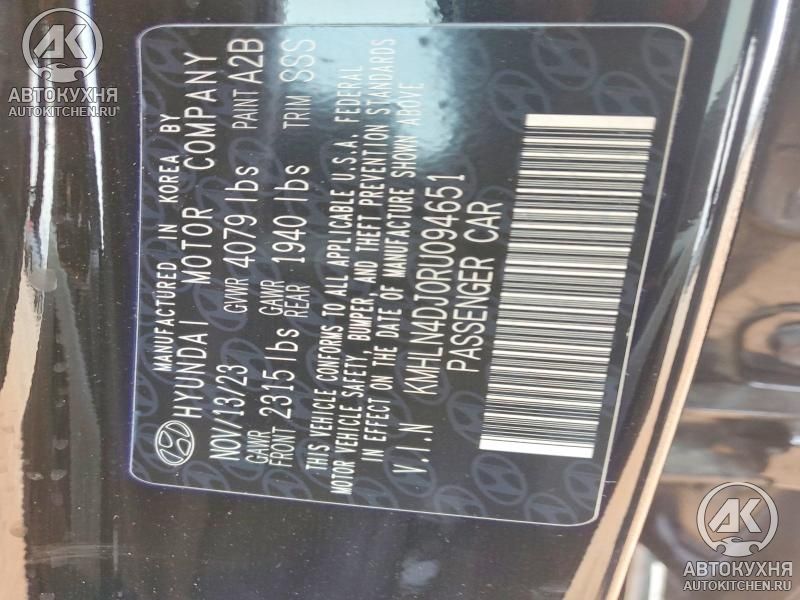 MANUFACTURED IN KOREA BY
HYUNDAI MOTOR COMPANY
NOV/13/23 GVWR 4079 lbs PAINT A2B
GAWR FRONT 2315 lbs GAWR REAR 1940 lbs TRIM SSS
THIS VEHICLE CONFORMS TO ALL APPLICABLE U.S.A. FEDERAL
MOTOR VEHICLE SAFETY, BUMPER, AND THEFT PREVENTION STANDARDS
IN EFFECT ON THE DATE OF MANUFACTURE SHOWN ABOVE
V.I.N KMHLN4DJ0RU094651
PASSENGER CAR
АК
АВТОКУХНЯ
AUTOKITCHEN.RU
АК
АВТОКУХНЯ
AUTOKITCHEN.RU